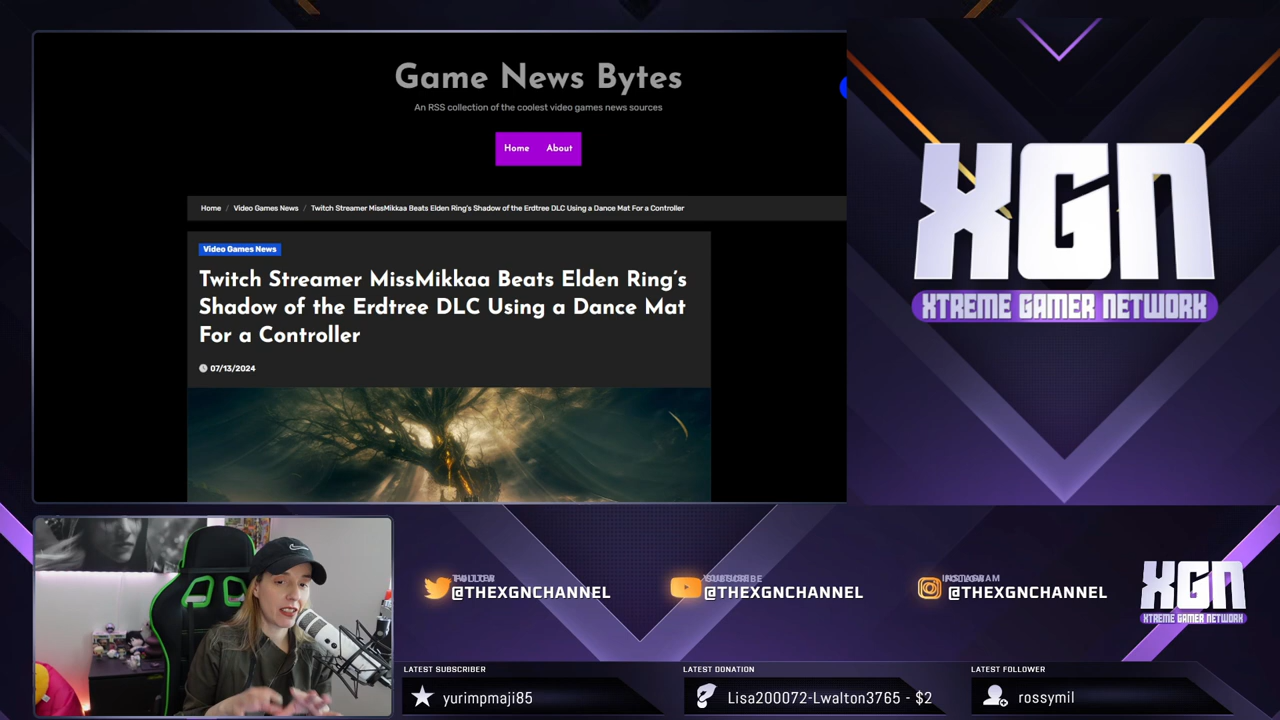 Game News Bytes
An RSS collection of the coolest video games news sources
Home About
Home / Video Games News / Twitch Streamer MissMikkaa Beats Elden Ring's Shadow of the Erdtree DLC Using a Dance Mat For a Controller
Video Games News
Twitch Streamer MissMikkaa Beats Elden Ring's
Shadow of the Erdtree DLC Using a Dance Mat
For a Controller
07/13/2024
XGN
XTREME GAMER NETWORK
@THEXGNCHANNEL
@THEXGNCHANNEL
@THEXGNCHANNEL
XGN
XTREME GAMER NETWORK
LATEST SUBSCRIBER
yurimpmaji85
LATEST DONATION
Lisa200072-Lwalton3765 - $2
LATEST FOLLOWER
rossymil